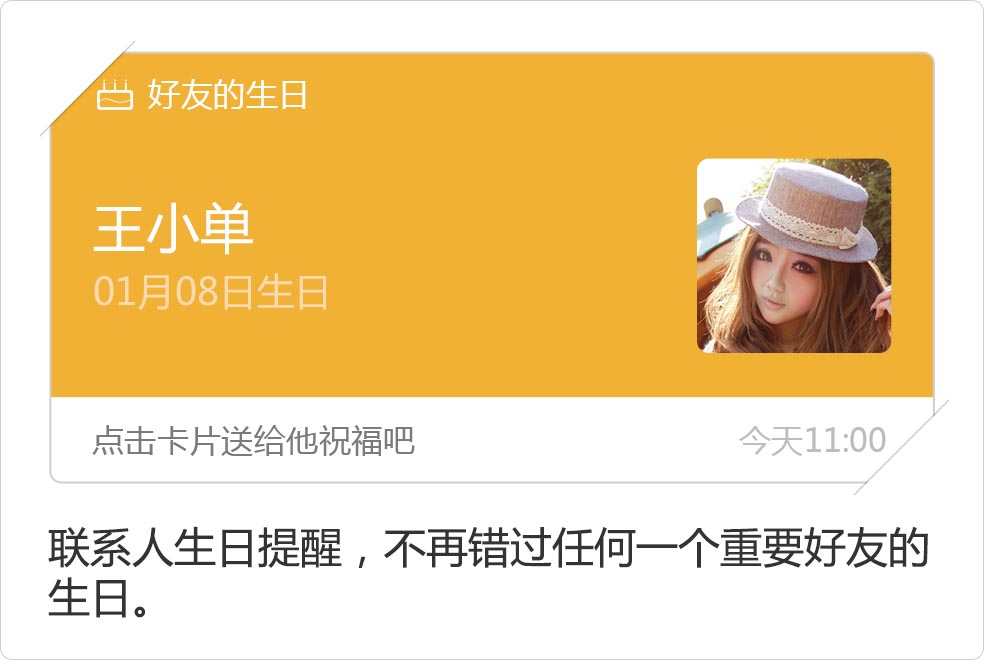 好友的生日
王小单
01月08日生日
点击卡片送给他祝福吧
今天11:00
联系人生日提醒，不再错过任何一个重要好友的
生日。